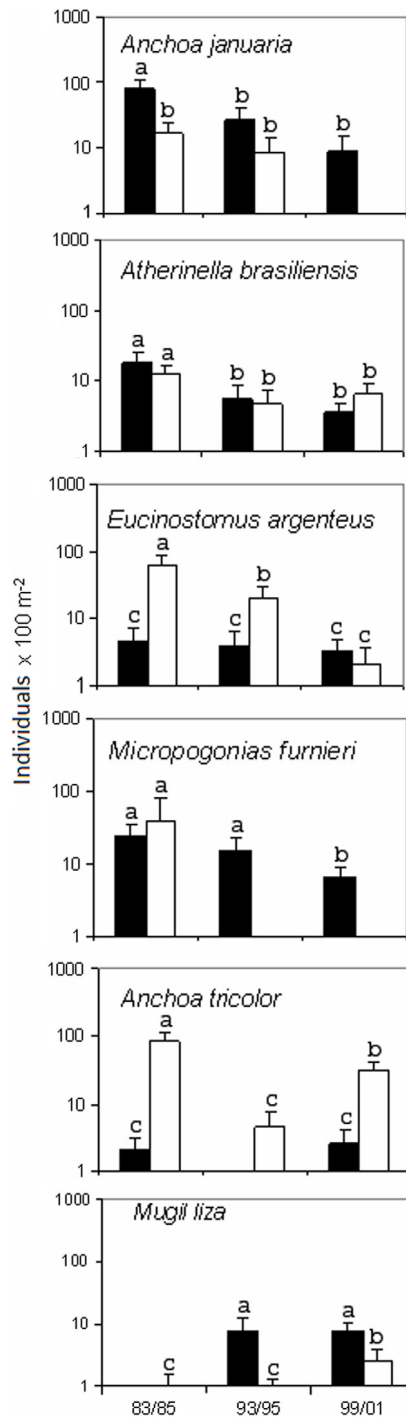 Individuals x 100 m-2
1000
Anchoa januaria
a
100
b b b
b
10
1
1000
Atherinella brasiliensis
100
a a
b b b b
10
1
1000
Eucinostomus argenteus
a
100
b
c c c c
10
1
1000
Micropogonias furnieri
100
a a a
b
10
1
1000
Anchoa tricolor
a
100
b
c c c
10
1
1000
Mugil liza
100
10
a a
b
c c
1
83/85 93/95 99/01